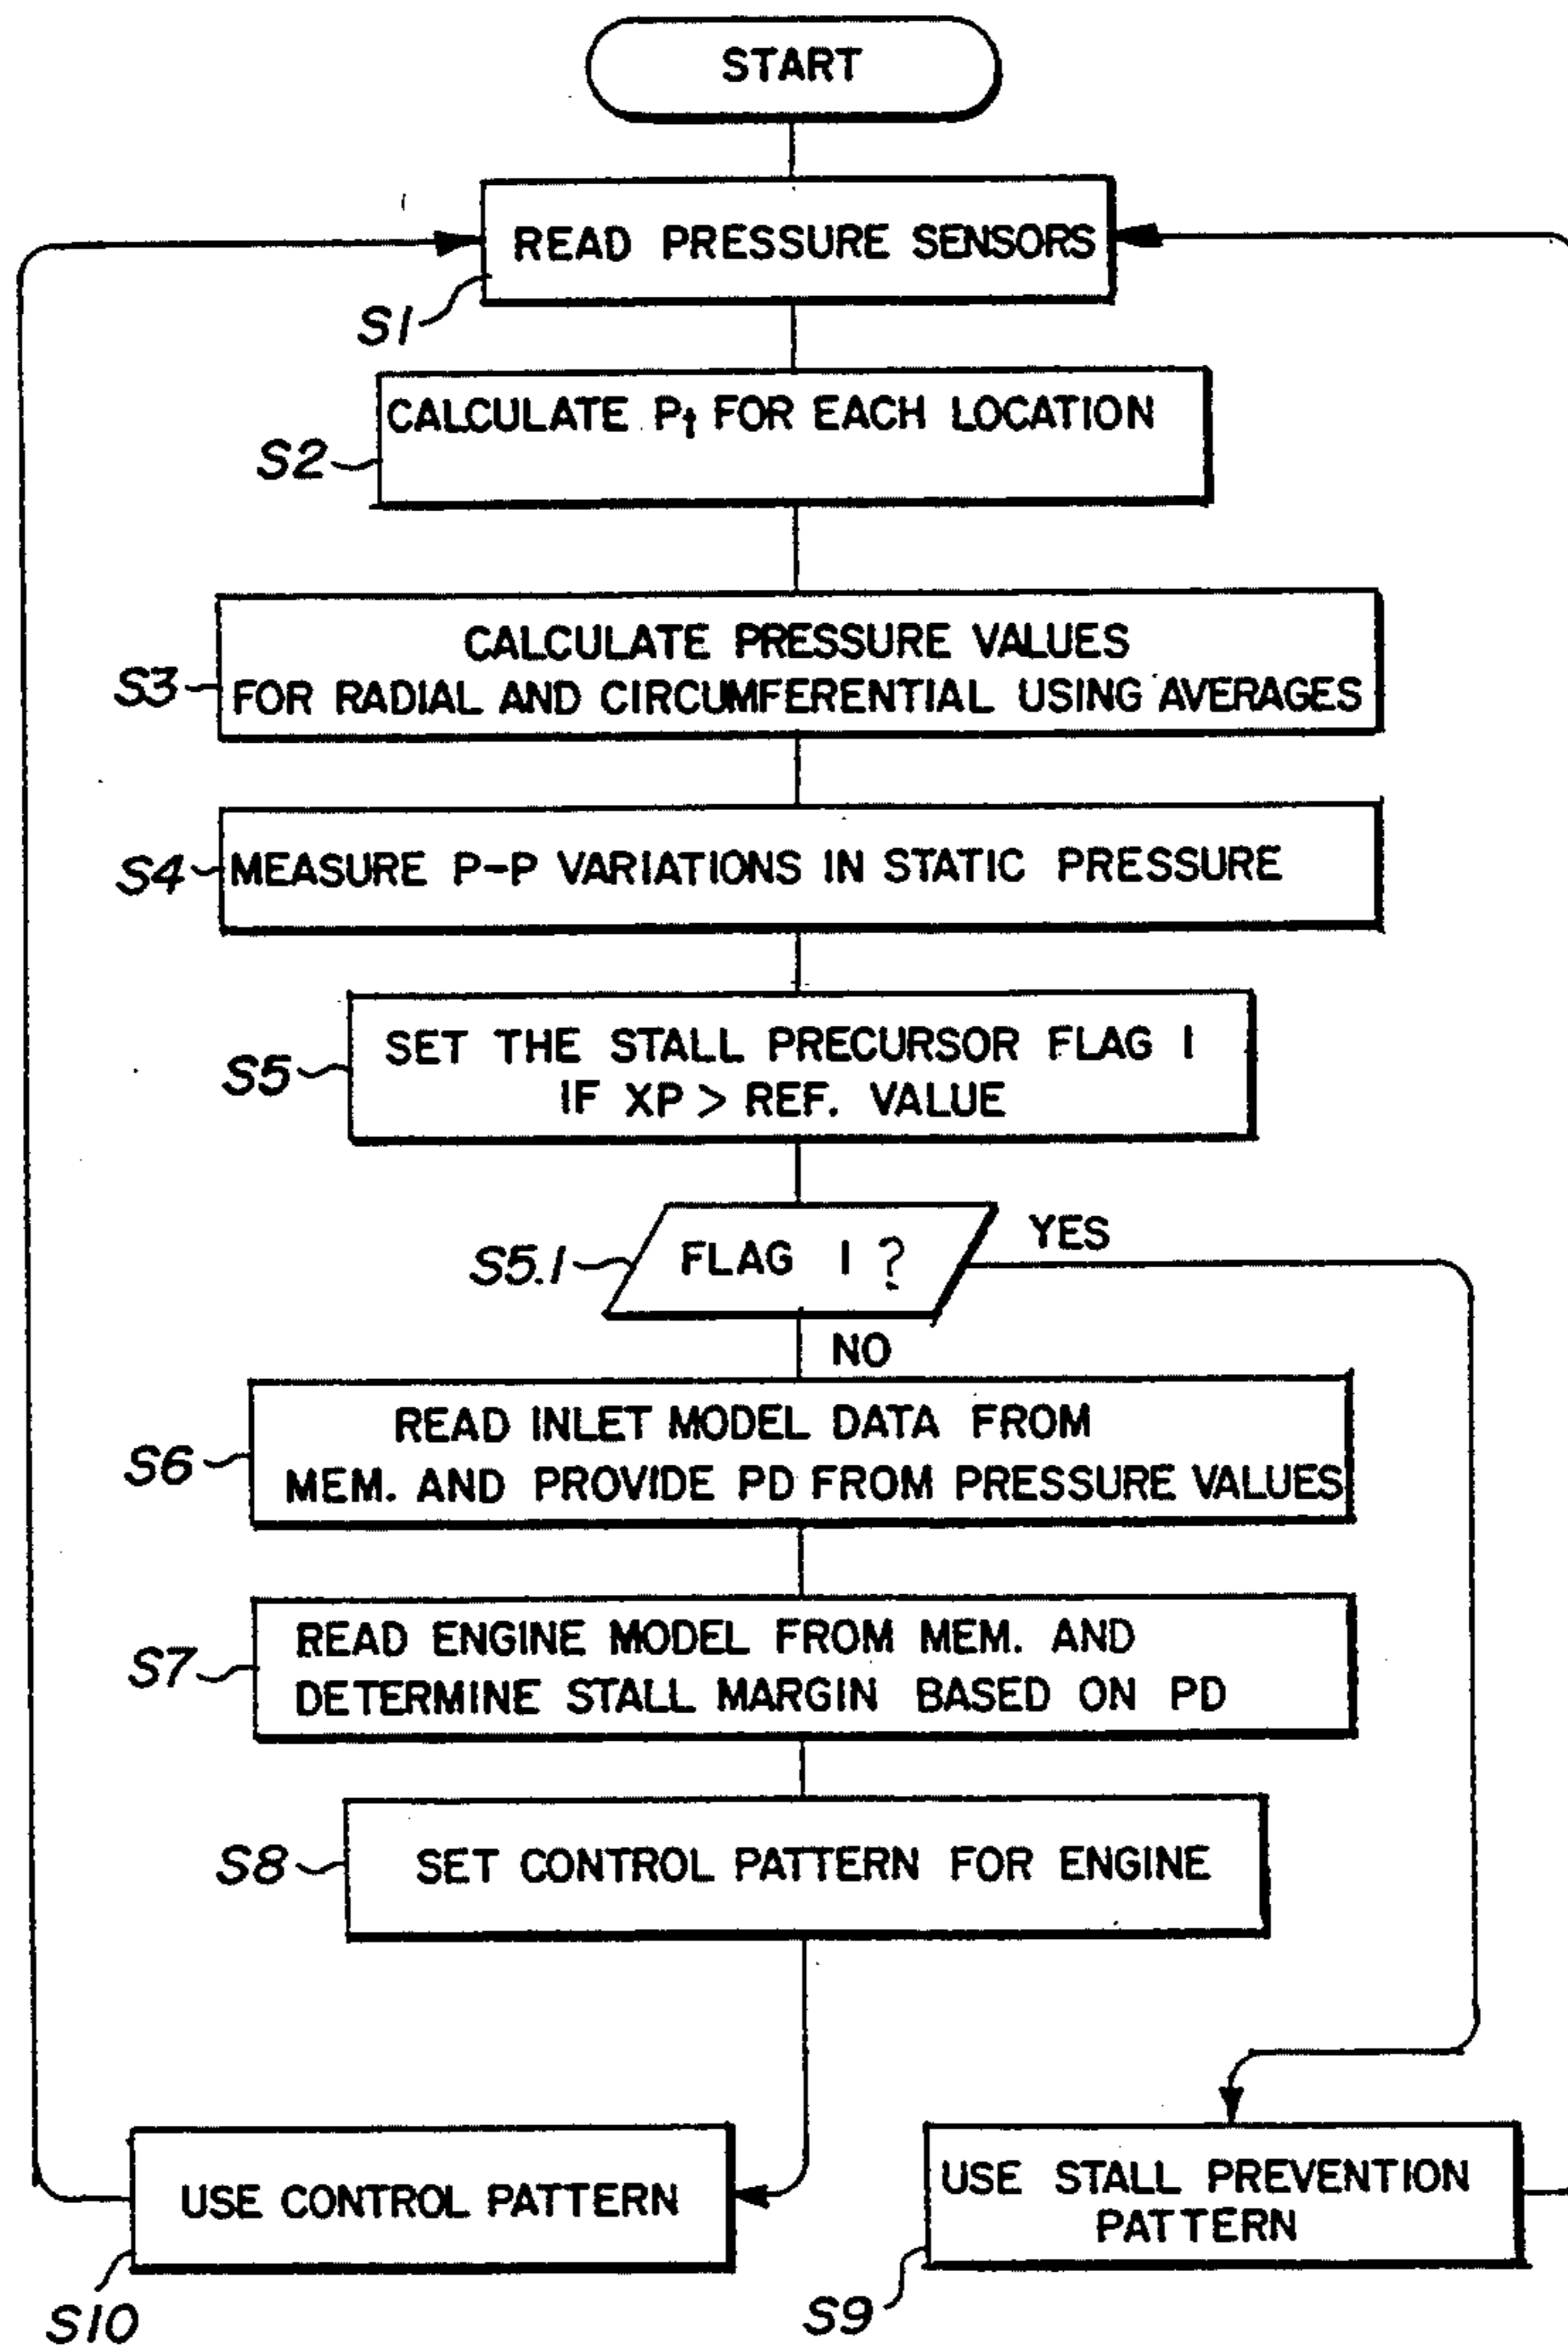 START
READ PRESSURE SENSORS
S1
CALCULATE Pt FOR EACH LOCATION
S2
CALCULATE PRESSURE VALUES
FOR RADIAL AND CIRCUMFERENTIAL USING AVERAGES
S3
S4
MEASURE P-P VARIATIONS IN STATIC PRESSURE
SET THE STALL PRECURSOR FLAG 1
IF XP > REF. VALUE
S5
YES
S5.1
FLAG 1 ?
NO
READ INLET MODEL DATA FROM
MEM. AND PROVIDE PD FROM PRESSURE VALUES
S6
READ ENGINE MODEL FROM MEM. AND
DETERMINE STALL MARGIN BASED ON PD
S7
S8
SET CONTROL PATTERN FOR ENGINE
USE CONTROL PATTERN
S10
USE STALL PREVENTION
PATTERN
S9